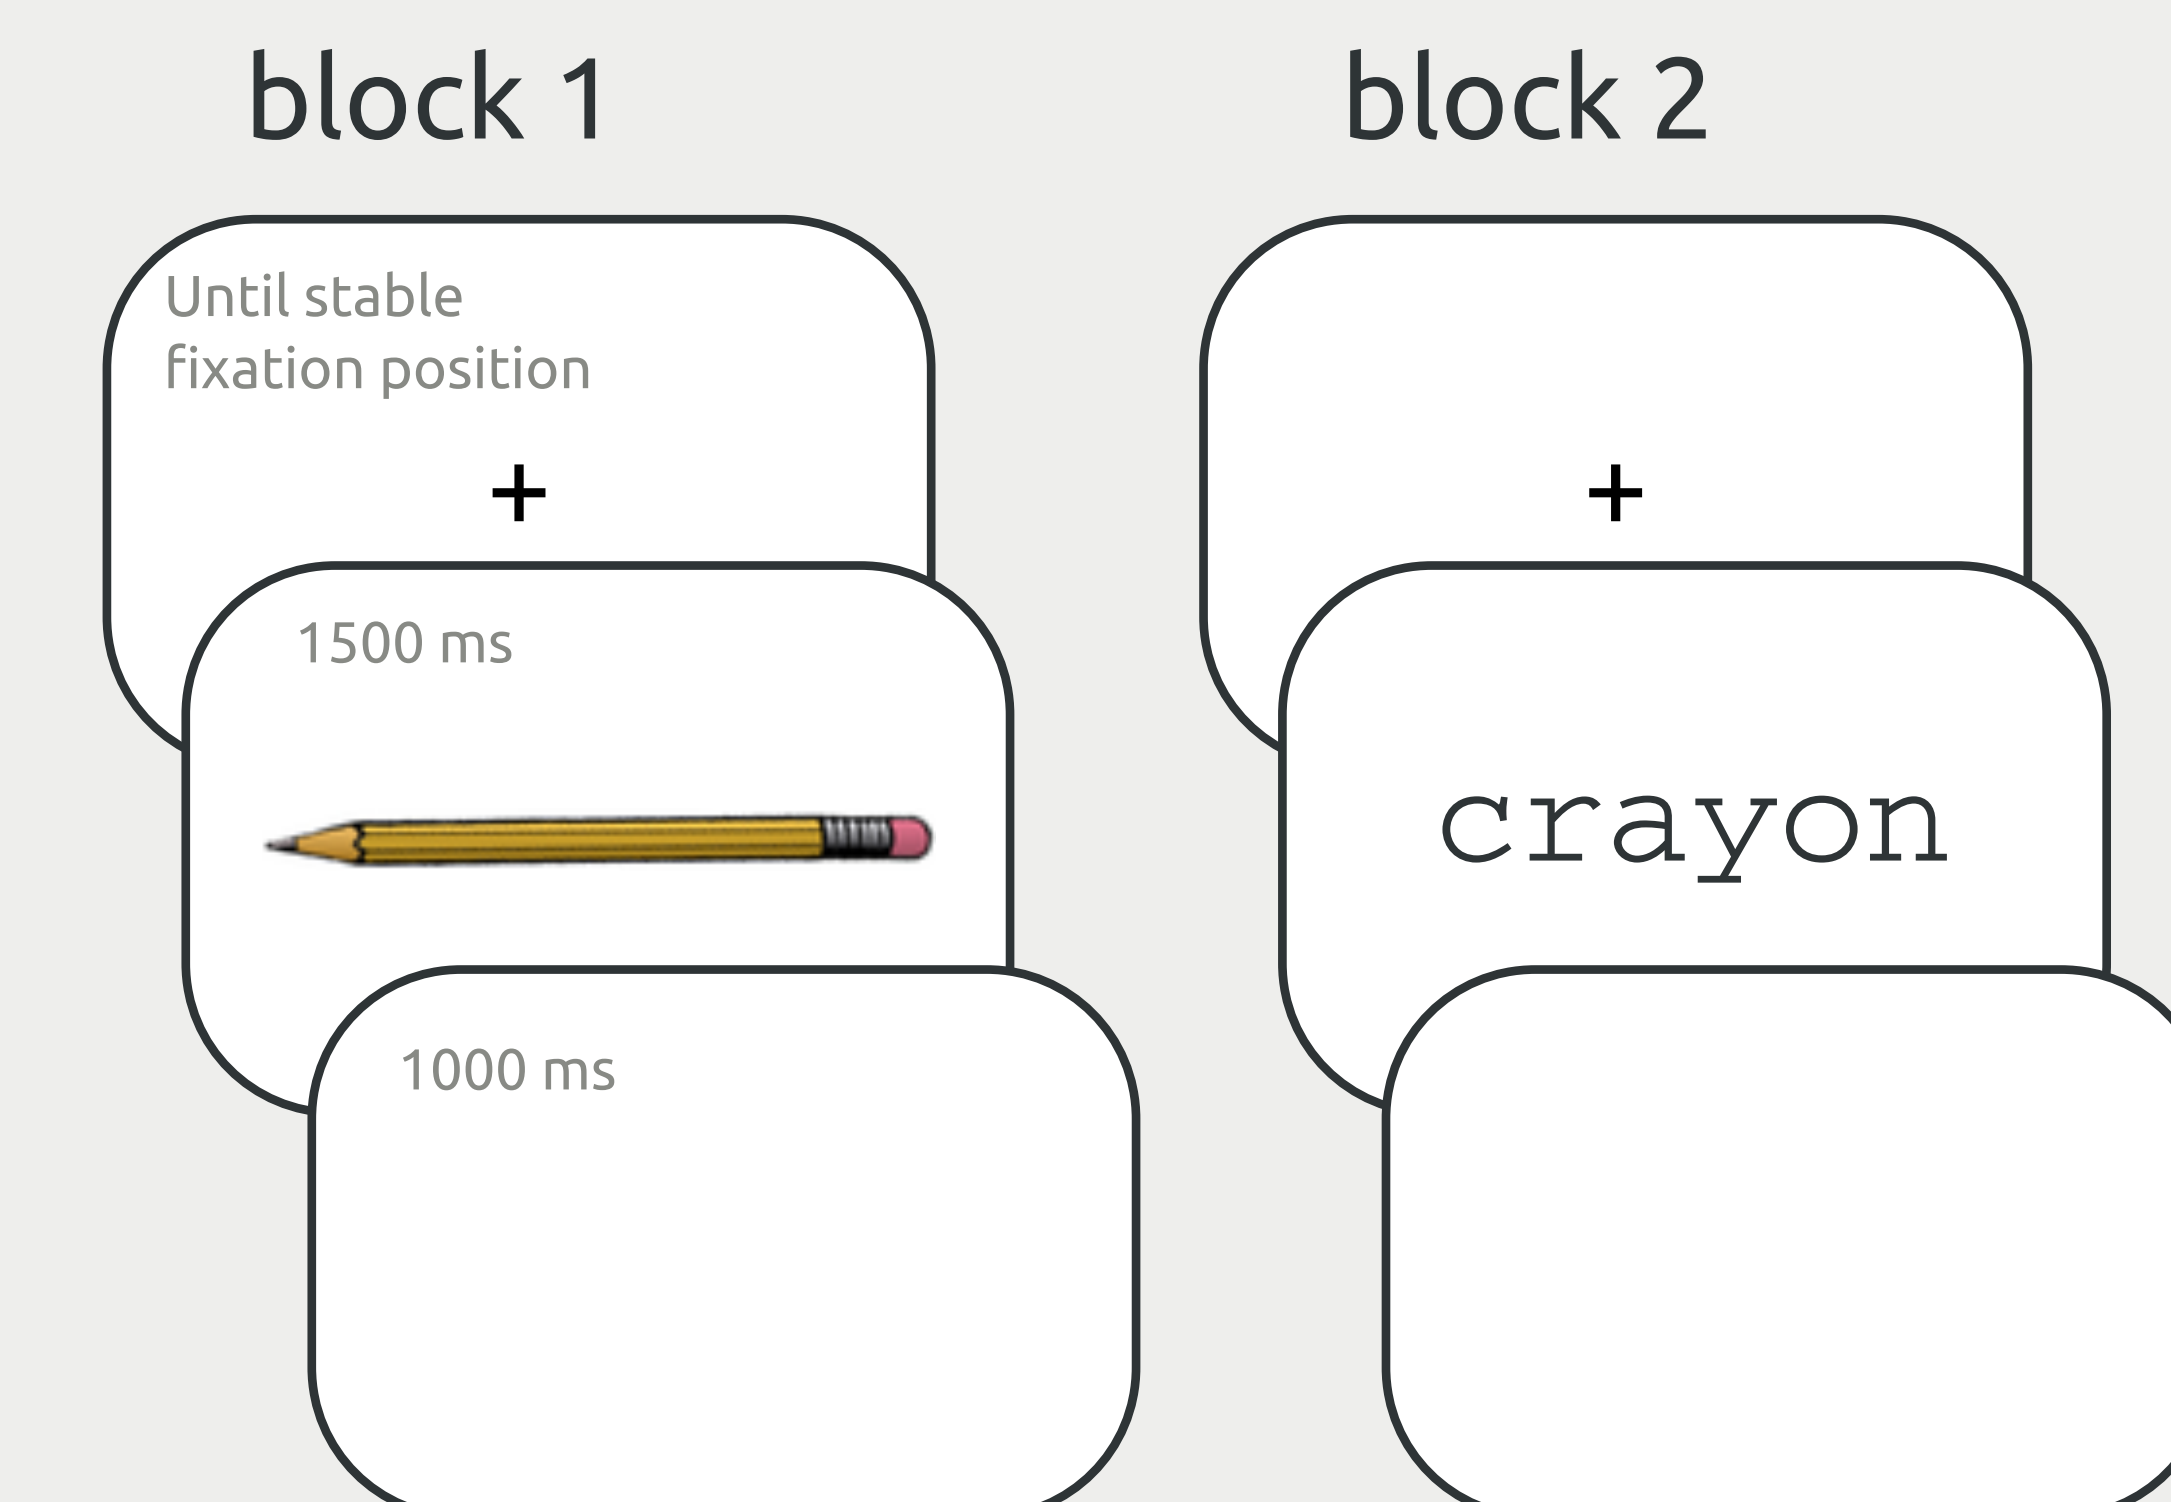 block 1
Until stable
fixation position
+
1500 ms
1000 ms
block 2
+
crayon